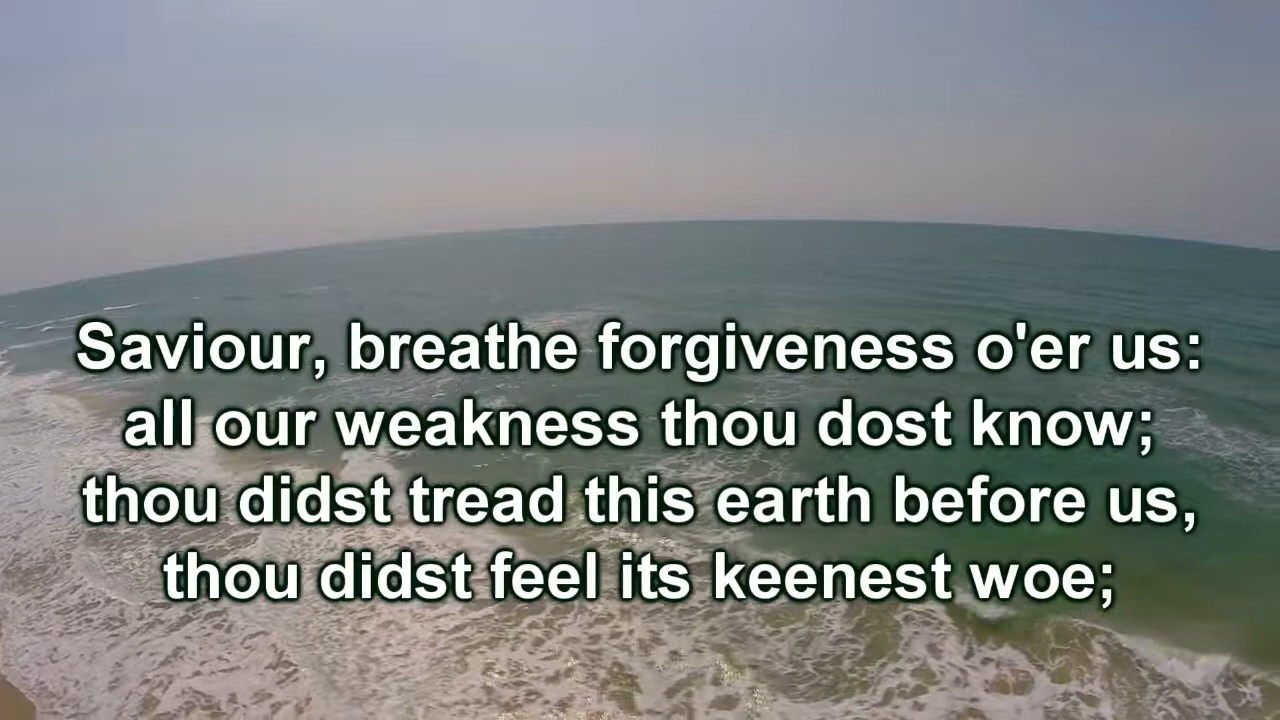 Saviour, breathe forgiveness o'er us:
all our weakness thou dost know;
thou didst tread this earth before us,
thou didst feel its keenest woe;